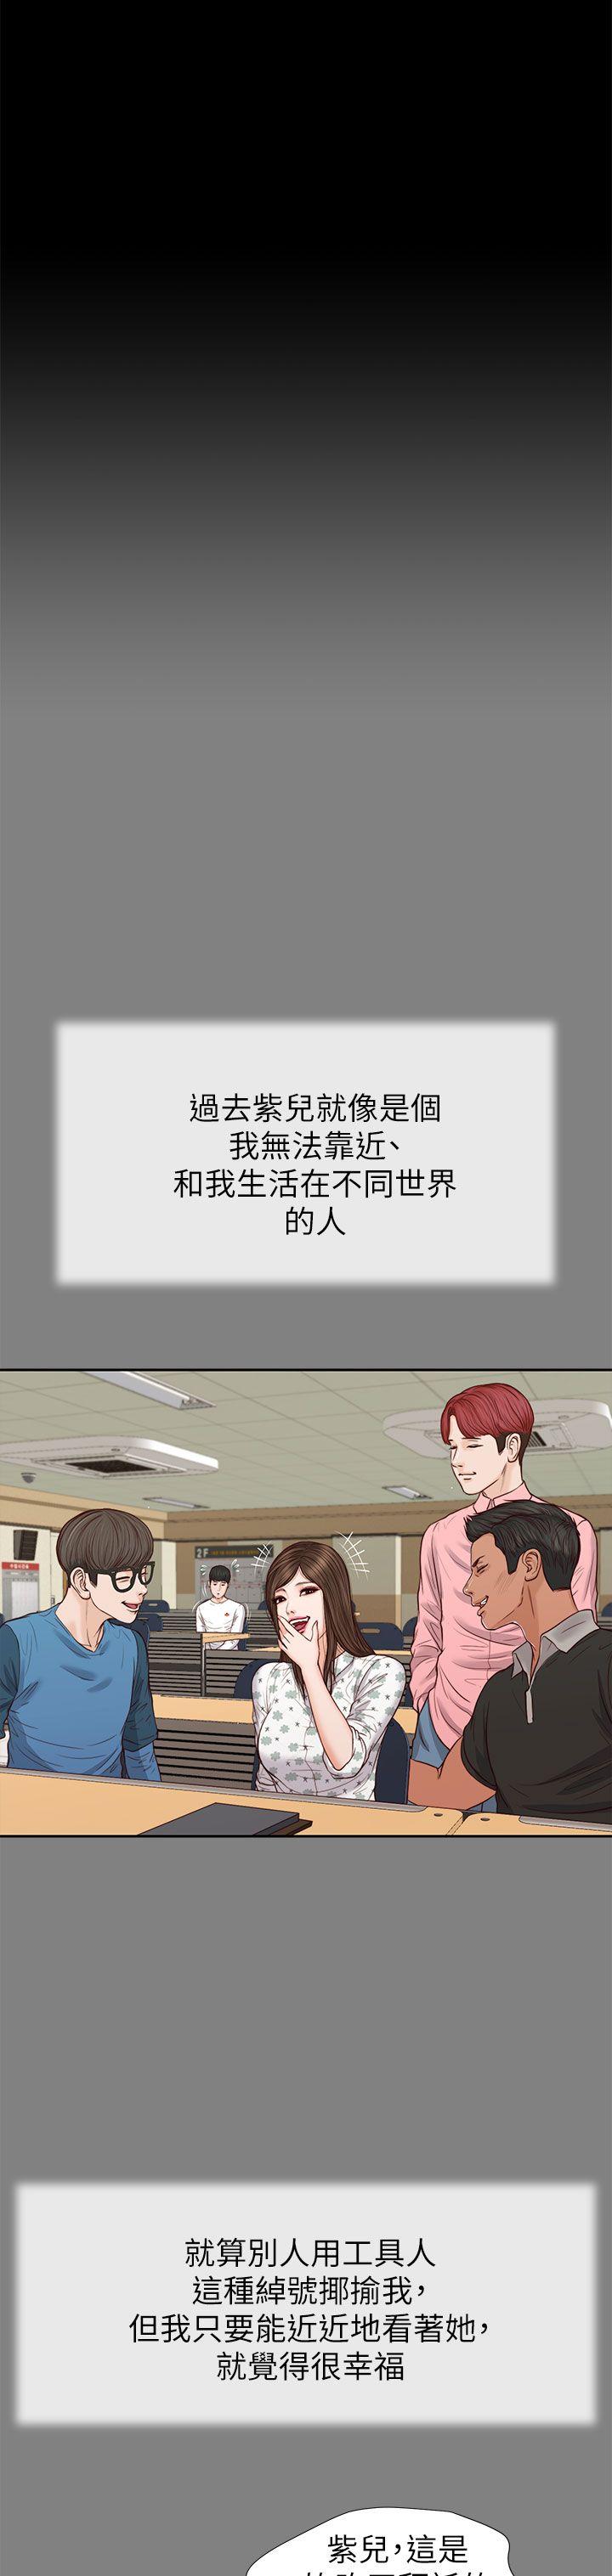 過去紫兒就像是個
我無法靠近、
和我生活在不同世界
的人
2F
就算別人用工具人
這種綽號揶揄我,
但我只要能近近地看著她,
就覺得很幸福
紫兒,這是